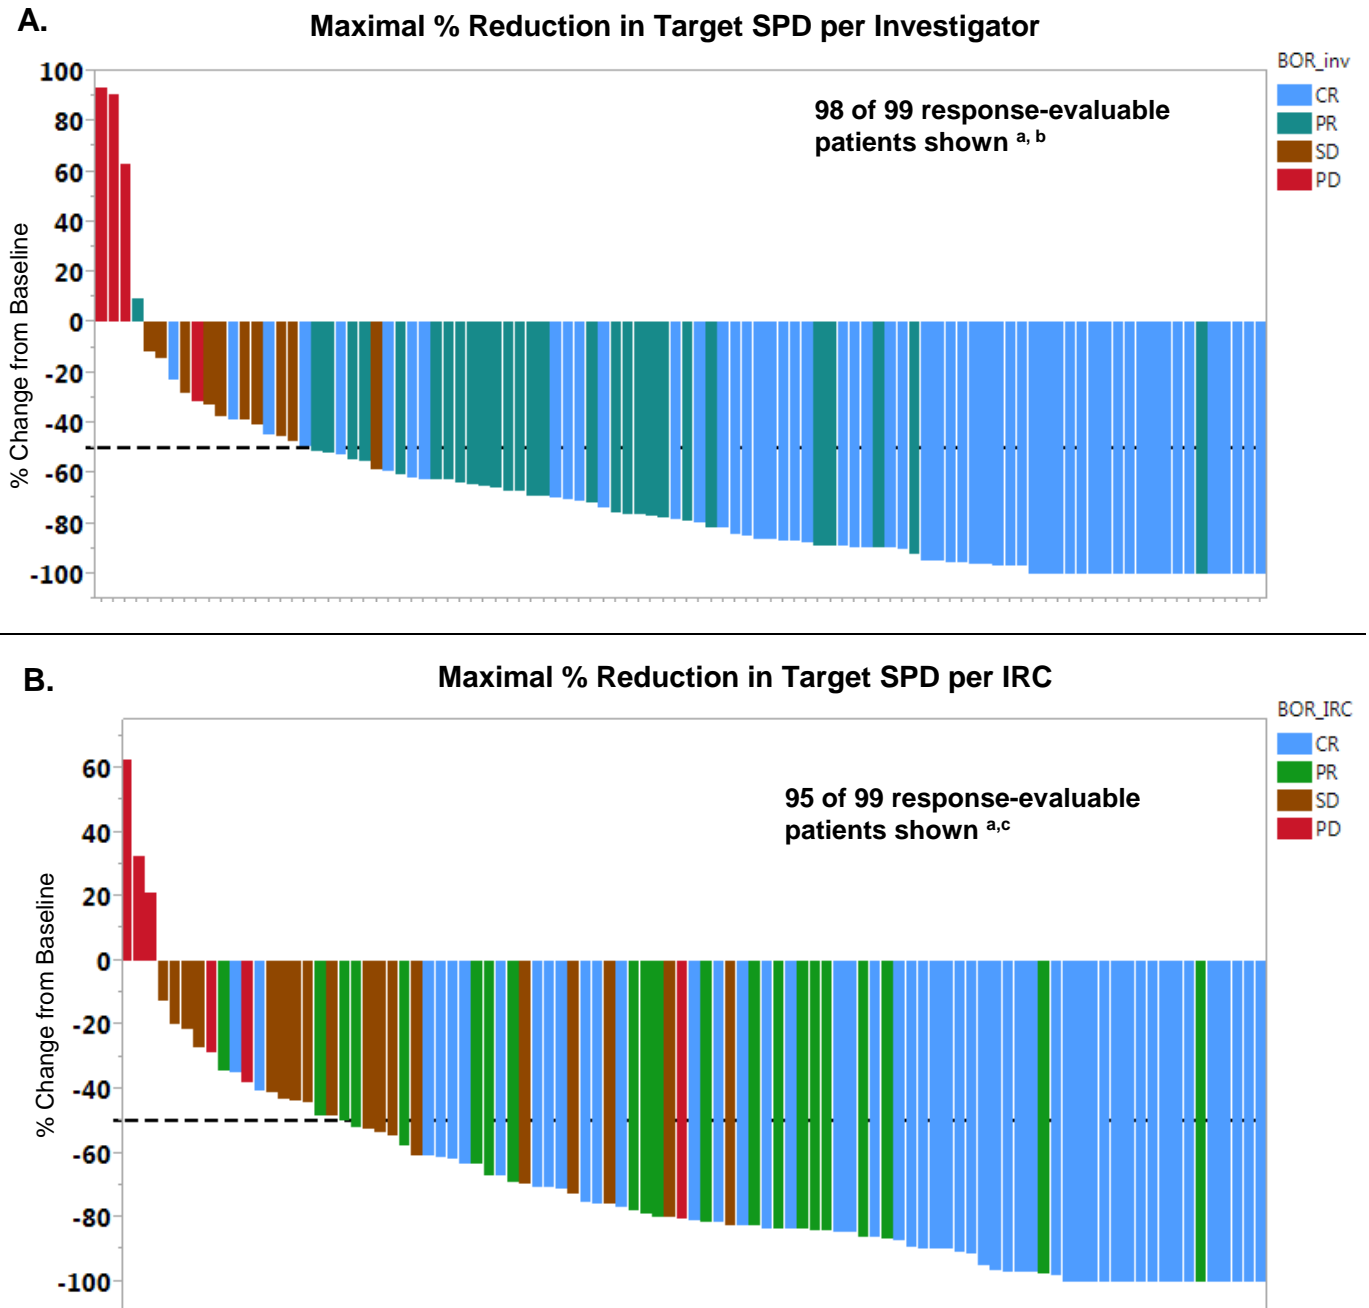 A.
Maximal % Reduction in Target SPD per Investigator
BOR_inv
CR
PR
SD
PD
98 of 99 response-evaluable
patients shown a, b
% Change from Baseline
100
80
60
40
20
0
-20
-40
-60
-80
-100
B.
Maximal % Reduction in Target SPD per IRC
BOR_IRC
CR
PR
SD
PD
95 of 99 response-evaluable
patients shown a,c
% Change from Baseline
60
40
20
0
-20
-40
-60
-80
-100